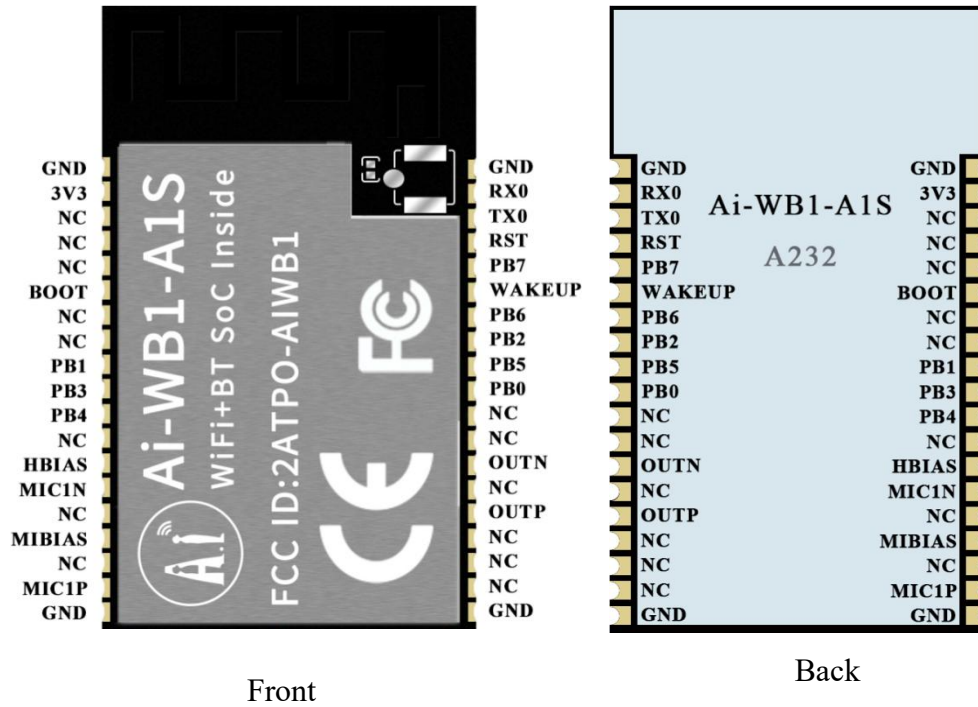 GND
3V3
NC
NC
NC
BOOT
NC
NC
PB1
PB3
PB4
NC
HBIAS
MIC1N
NC
MIBIAS
NC
MIC1P
GND
Ai-WB1-A1S
WiFi+BT SoC Inside
FCC ID:2ATPO-AIWB1
A.i
FC
CE
GND
RX0
TX0
RST
PB7
WAKEUP
PB6
PB2
PB5
PB0
NC
NC
OUTN
NC
OUTP
NC
NC
NC
GND
Front
GND
RX0
TX0
RST
PB7
WAKEUP
PB6
PB2
PB5
PB0
NC
NC
OUTN
NC
OUTP
NC
NC
NC
GND
Ai-WB1-A1S
A232
GND
3V3
NC
NC
NC
BOOT
NC
NC
PB1
PB3
PB4
NC
HBIAS
MIC1N
NC
MIBIAS
NC
MIC1P
GND
Back